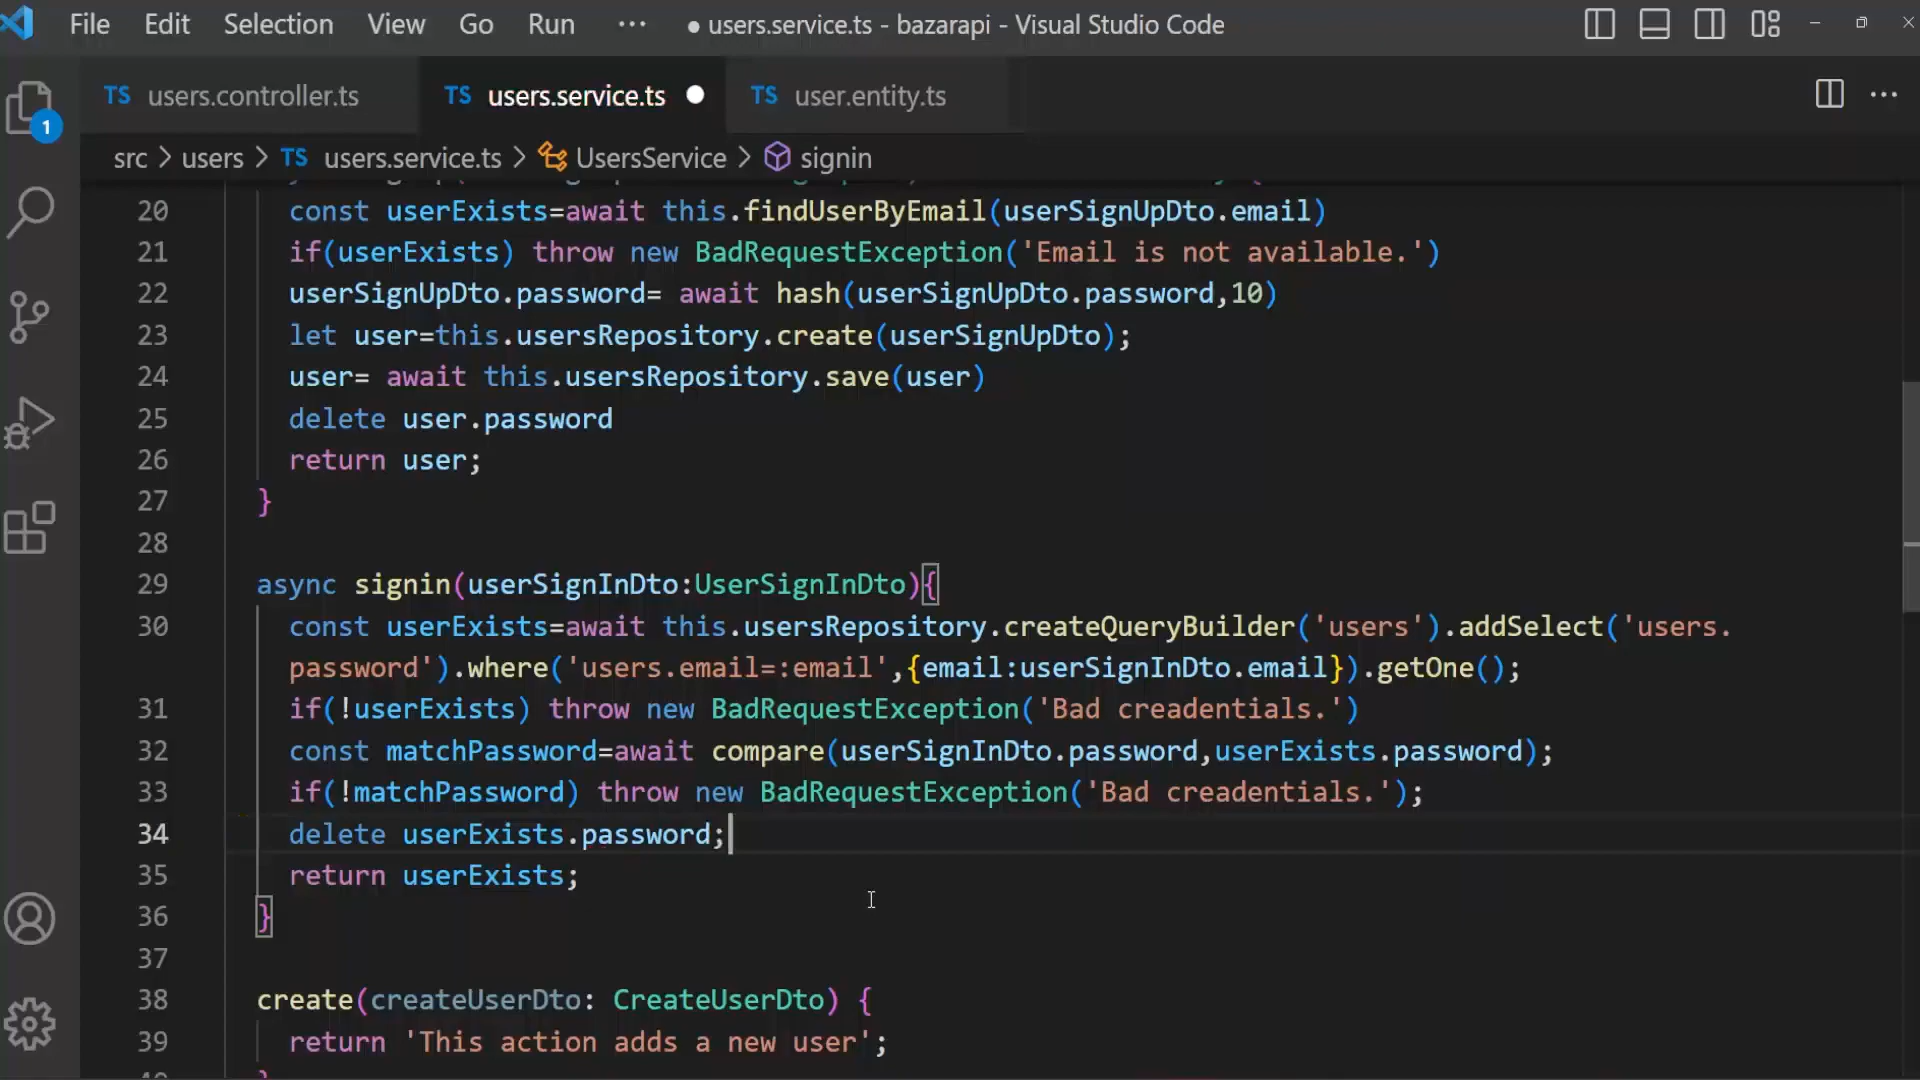 File Edit Selection View Go Run ··· ● users.service.ts - bazarapi - Visual Studio Code
TS users.controller.ts TS users.service.ts ● TS user.entity.ts ···
1
src > users > TS users.service.ts > UsersService > signin
20 const userExists=await this.findUserByEmail(userSignUpDto.email)
21 if(userExists) throw new BadRequestException('Email is not available.')
22 userSignUpDto.password= await hash(userSignUpDto.password,10)
23 let user=this.usersRepository.create(userSignUpDto);
24 user= await this.usersRepository.save(user)
25 delete user.password
26 return user;
27 }
28
29 async signin(userSignInDto:UserSignInDto){
30 const userExists=await this.usersRepository.createQueryBuilder('users').addSelect('users.
password').where('users.email=:email',{email:userSignInDto.email}).getOne();
31 if(!userExists) throw new BadRequestException('Bad creadentials.')
32 const matchPassword=await compare(userSignInDto.password,userExists.password);
33 if(!matchPassword) throw new BadRequestException('Bad creadentials.');
34 delete userExists.password;
35 return userExists;
36 }
37
38 create(createUserDto: CreateUserDto) {
39 return 'This action adds a new user';